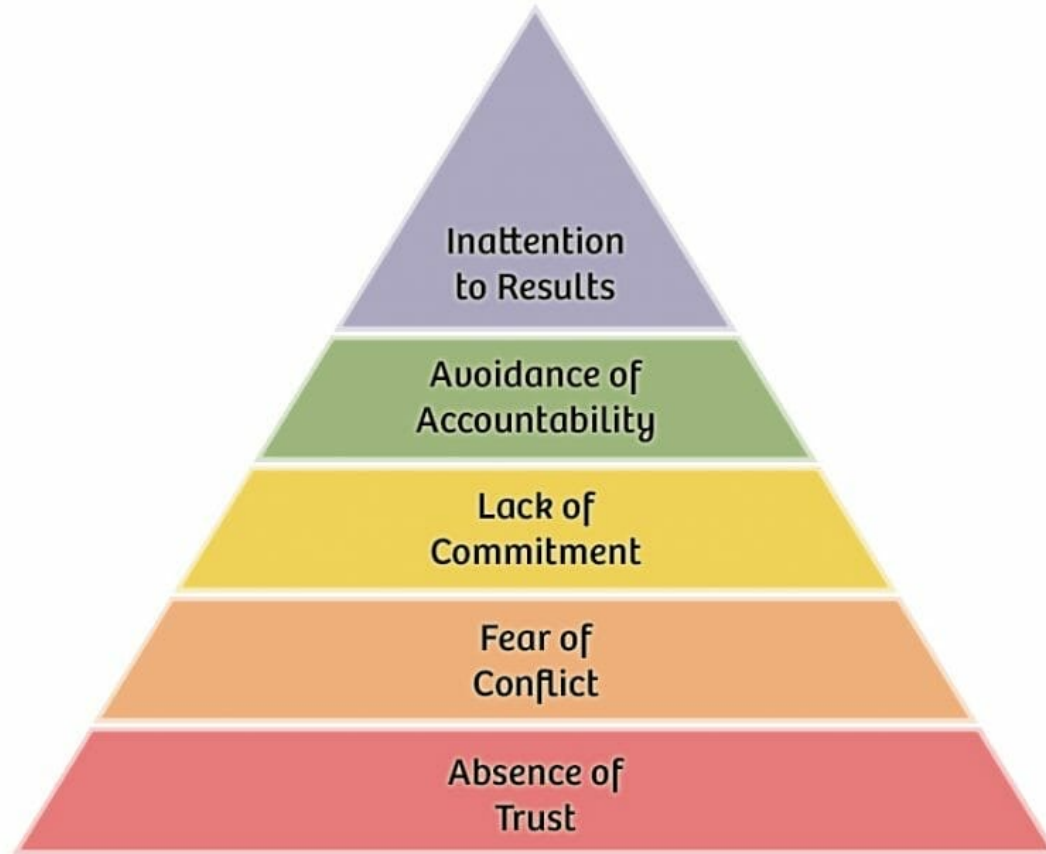 Inattention
to Results
Avoidance of
Accountability
Lack of
Commitment
Fear of
Conflict
Absence of
Trust